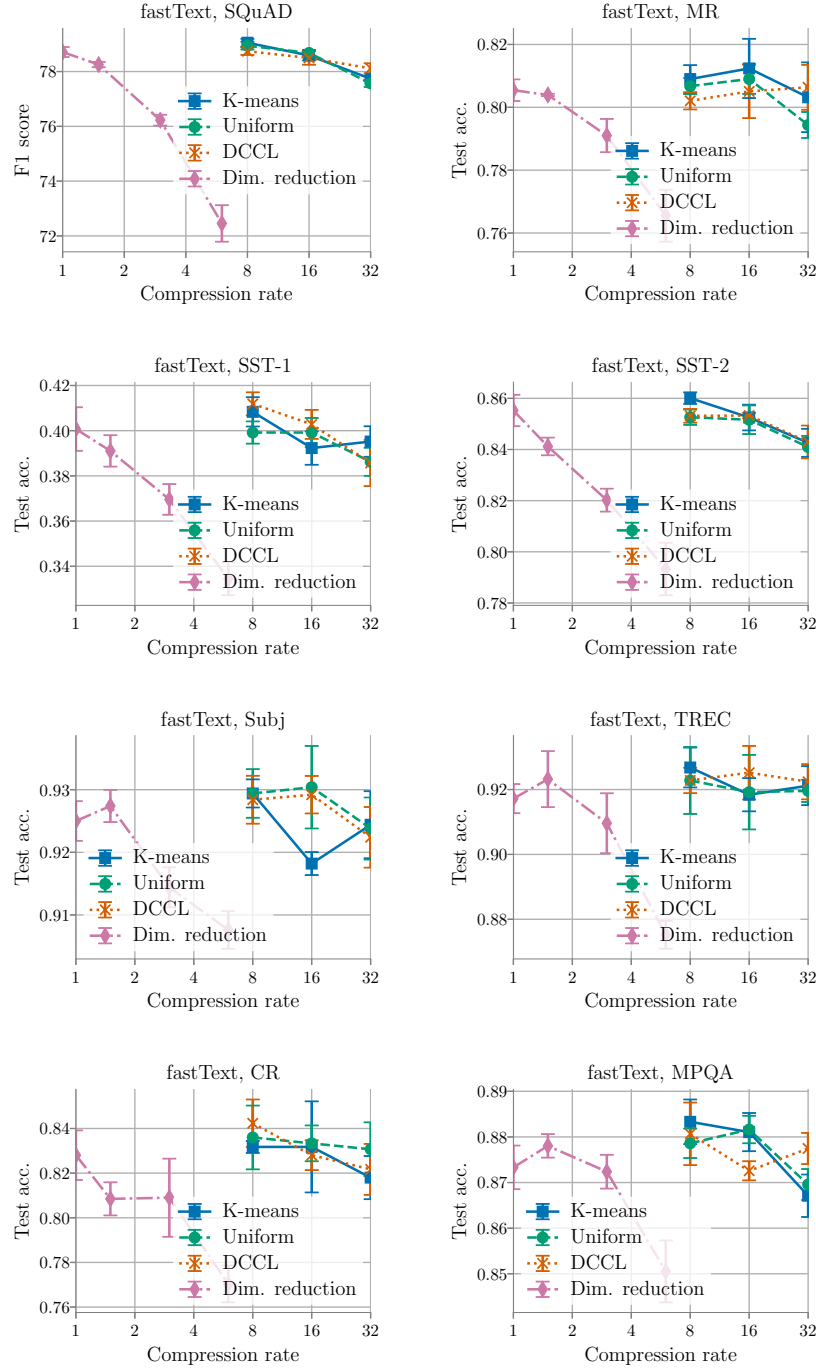 fastText, SQuAD
F1 score
78
76
74
72
K-means
Uniform
DCCL
Dim. reduction
1 2 4 8 16 32
Compression rate
fastText, MR
Test acc.
0.82
0.80
0.78
0.76
K-means
Uniform
DCCL
Dim. reduction
1 2 4 8 16 32
Compression rate
fastText, SST-1
Test acc.
0.42
0.40
0.38
0.36
0.34
K-means
Uniform
DCCL
Dim. reduction
1 2 4 8 16 32
Compression rate
fastText, SST-2
Test acc.
0.86
0.84
0.82
0.80
0.78
K-means
Uniform
DCCL
Dim. reduction
1 2 4 8 16 32
Compression rate
fastText, Subj
Test acc.
0.93
0.92
0.91
K-means
Uniform
DCCL
Dim. reduction
1 2 4 8 16 32
Compression rate
fastText, TREC
Test acc.
0.92
0.90
0.88
K-means
Uniform
DCCL
Dim. reduction
1 2 4 8 16 32
Compression rate
fastText, CR
Test acc.
0.84
0.82
0.80
0.78
0.76
K-means
Uniform
DCCL
Dim. reduction
1 2 4 8 16 32
Compression rate
fastText, MPQA
Test acc.
0.89
0.88
0.87
0.86
0.85
K-means
Uniform
DCCL
Dim. reduction
1 2 4 8 16 32
Compression rate